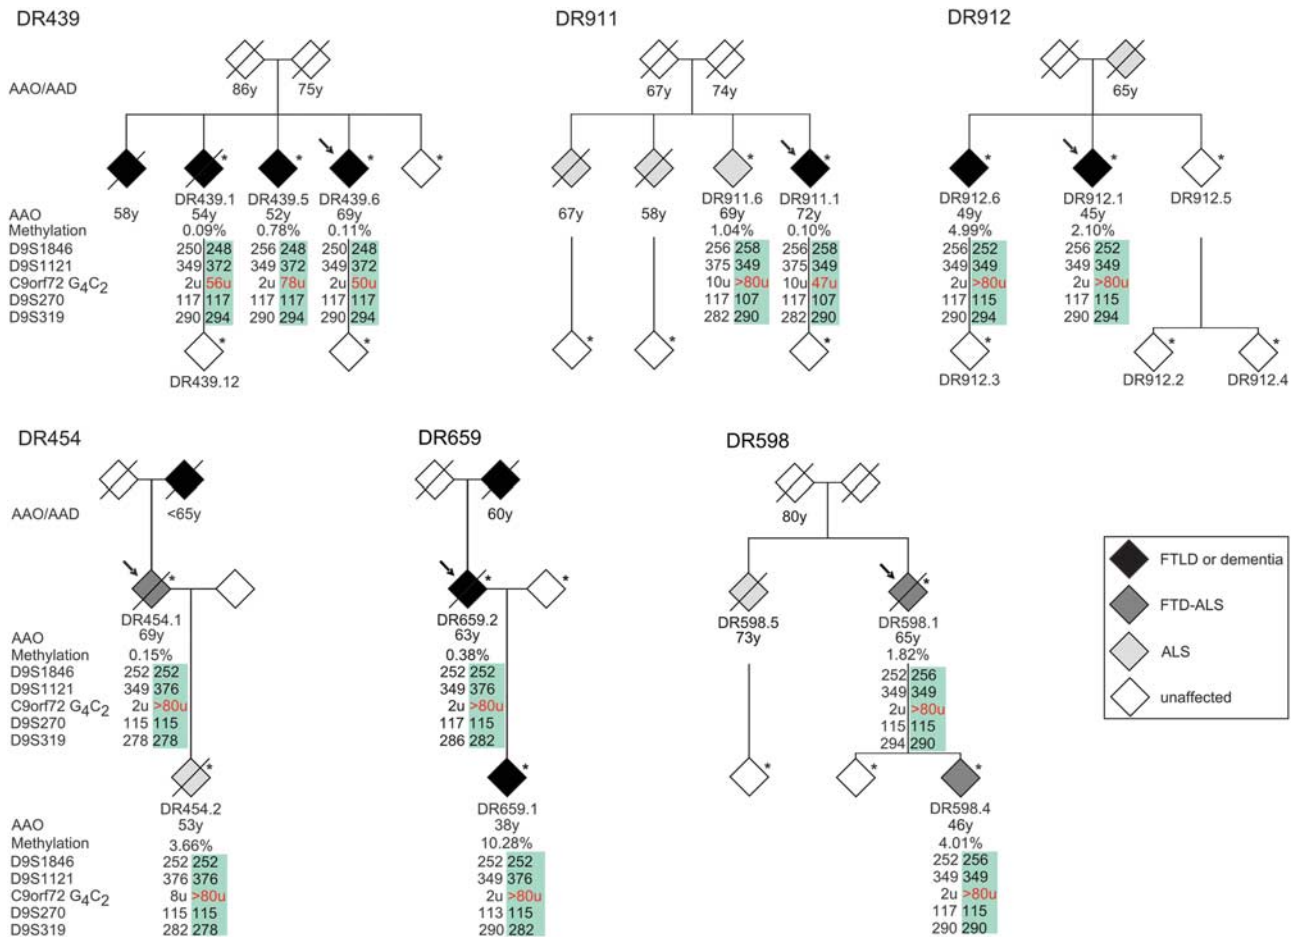 DR439
DR911
DR912
AAO/AAD
86y 75y
67y 74y
65y
* * * *
* *
* * *
DR439.1 DR439.5 DR439.6
DR911.6 DR911.1
DR912.6 DR912.1 DR912.5
AAO 58y 54y 52y 69y 67y 58y 69y 72y 49y 45y
Methylation 0.09% 0.78% 0.11% 1.04% 0.10% 4.99% 2.10%
D9S1846 250 248 256 248 250 248 256 258 256 258 256 252 256 252
D9S1121 349 372 349 372 349 372 375 349 375 349 349 349 349 349
C9orf72 G4C2 2u 56u 2u 78u 2u 50u 10u >80u 10u 47u 2u >80u 2u >80u
D9S270 117 117 117 117 117 117 117 107 117 107 117 115 117 115
D9S319 290 294 290 294 290 294 282 290 282 290 290 294 290 294
* * * * * * * *
DR439.12 DR912.3 DR912.2 DR912.4
DR454
DR659
DR598
AAO/AAD
<65y
60y
80y
* * * *
DR454.1 DR659.2 DR598.5 DR598.1
AAO 69y 63y 73y 65y
Methylation 0.15% 0.38% 1.82%
D9S1846 252 252 252 252 252 256
D9S1121 349 376 349 376 349 349
C9orf72 G4C2 2u >80u 2u >80u 2u >80u
D9S270 115 115 117 115 115 115
D9S319 278 278 286 282 294 290
* * * * *
DR454.2 DR659.1 DR598.4
AAO 53y 38y 46y
Methylation 3.66% 10.28% 4.01%
D9S1846 252 252 252 252 252 256
D9S1121 376 376 349 376 349 349
C9orf72 G4C2 8u >80u 2u >80u 2u >80u
D9S270 115 115 113 115 117 115
D9S319 282 278 290 282 290 290
FTLD or dementia
FTD-ALS
ALS
unaffected